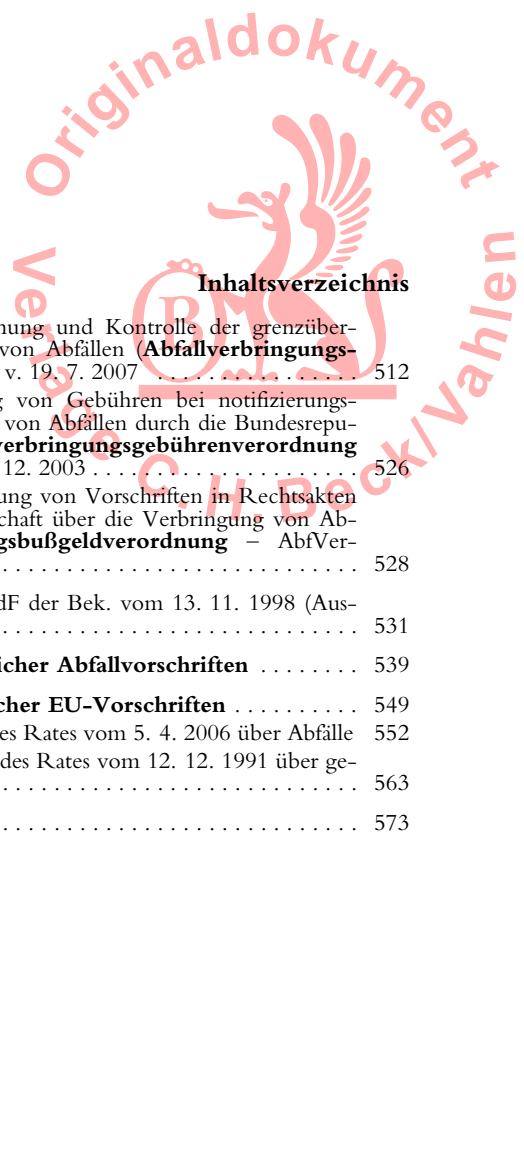 Originaldokument
Inhaltsverzeichnis
nung und Kontrolle der grenzüber-
von Abfällen (Abfallverbringungs-
v. 19. 7. 2007 . . . . . . . . . . . . . . . . 512
g von Gebühren bei notifizierungs-
von Abfällen durch die Bundesrepu-
verbringungsgebührenverordnung
12. 2003 . . . . . . . . . . . . . . . . . . . . . 526
ung von Vorschriften in Rechtsakten
schaft über die Verbringung von Ab-
gsbußgeldverordnung – AbfVer-
. . . . . . . . . . . . . . . . . . . . . . . . . . . . 528
dF der Bek. vom 13. 11. 1998 (Aus-
. . . . . . . . . . . . . . . . . . . . . . . . . . . . 531
icher Abfallvorschriften . . . . . . . . 539
cher EU-Vorschriften . . . . . . . . . . 549
es Rates vom 5. 4. 2006 über Abfälle 552
des Rates vom 12. 12. 1991 über ge-
. . . . . . . . . . . . . . . . . . . . . . . . . . . . 563
. . . . . . . . . . . . . . . . . . . . . . . . . . . . 573
B
Verlage C. H. Beck/Vahlen